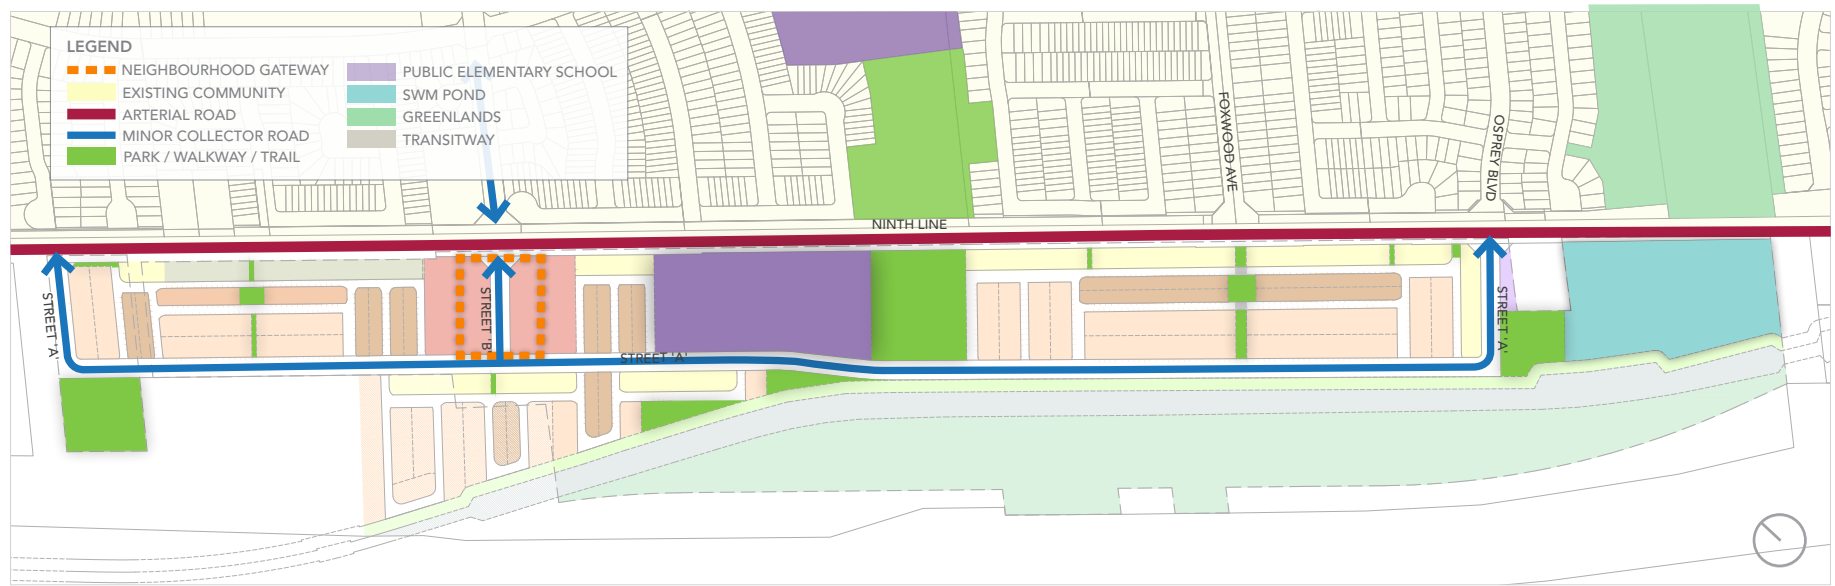 LEGEND
NEIGHBOURHOOD GATEWAY
EXISTING COMMUNITY
ARTERIAL ROAD
MINOR COLLECTOR ROAD
PARK / WALKWAY / TRAIL
PUBLIC ELEMENTARY SCHOOL
SWM POND
GREENLANDS
TRANSITWAY
FOXWOOD AVE
OSPREY BLVD
NINTH LINE
STREET 'A'
STREET 'B'
STREET 'A'
STREET 'A'